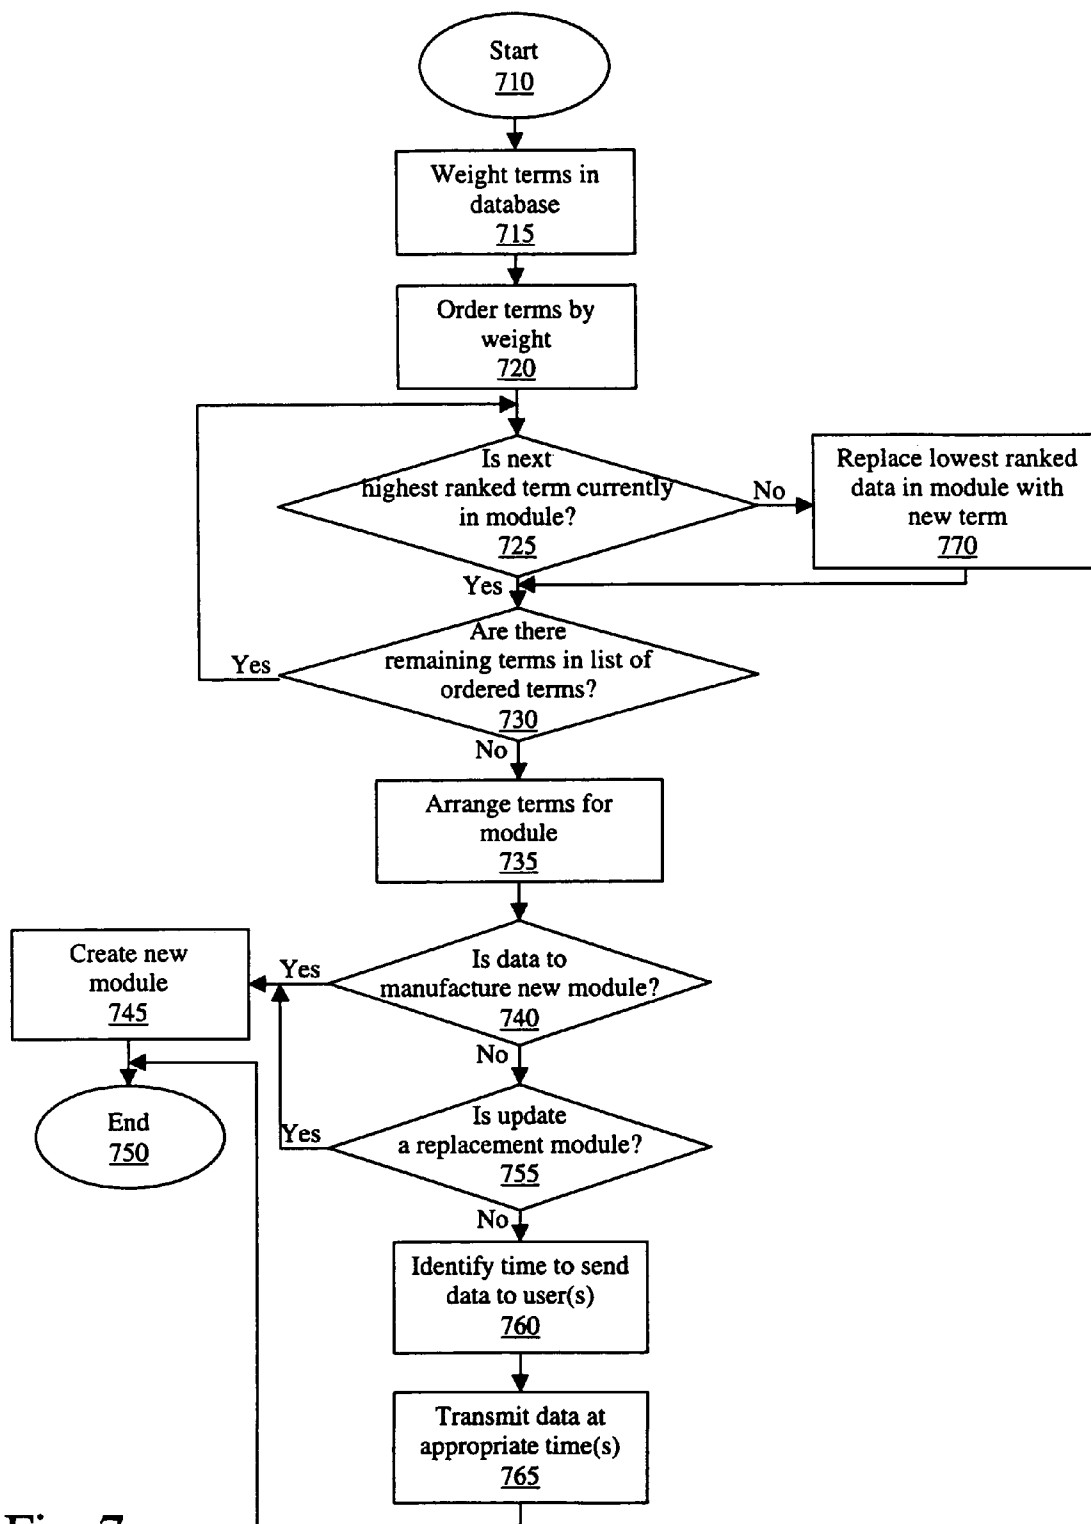 Start
710
Weight terms in
database
715
Order terms by
weight
720
Is next
highest ranked term currently
in module?
725
No
Replace lowest ranked
data in module with
new term
770
Yes
Are there
remaining terms in list of
ordered terms?
730
Yes
No
Arrange terms for
module
735
Create new
module
745
Yes
Is data to
manufacture new module?
740
No
End
750
Yes
Is update
a replacement module?
755
No
Identify time to send
data to user(s)
760
Transmit data at
appropriate time(s)
765
Fig. 7